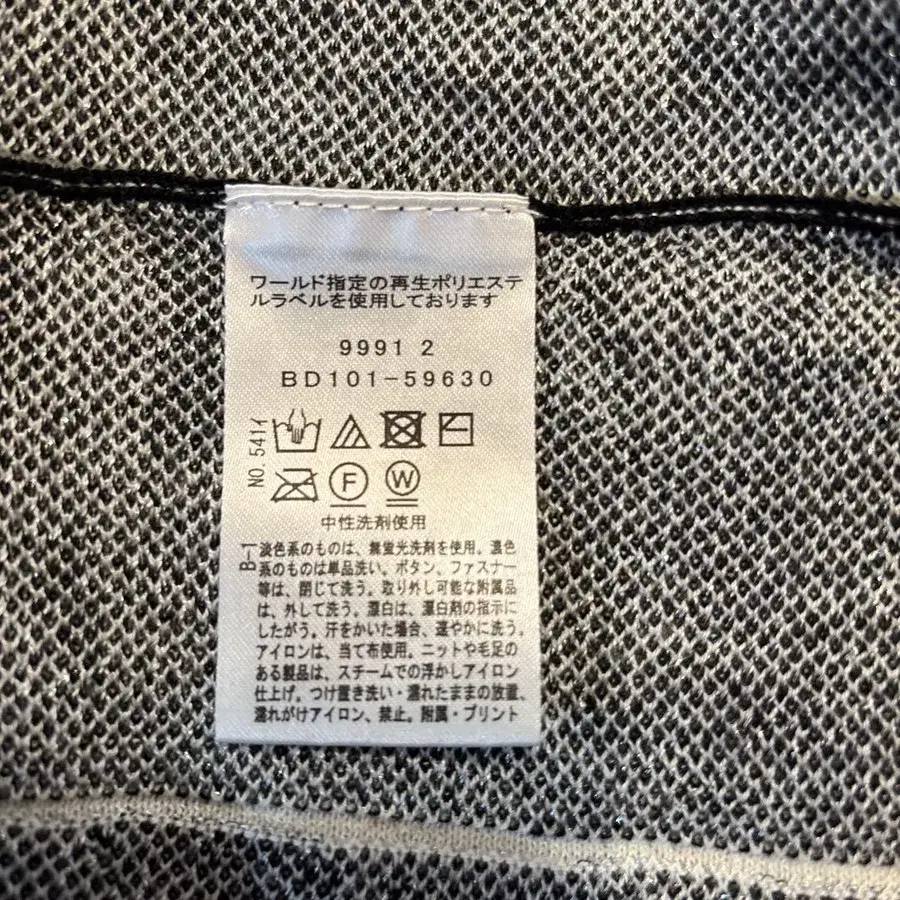 ワールド指定の再生ポリエステ
ルラベルを使用しております
9991 2
BD101-59630
NO. 5417
F
W
中性洗剤使用
B-1
淡色系のものは、無蛍光洗剤を使用。濃色
系のものは単品洗い。ボタン、ファスナー
等は、閉じて洗う。取り外し可能な附属品
は、外して洗う。漂白は、漂白剤の指示に
したがう。汗をかいた場合、速やかに洗う。
アイロンは、当て布使用。ニットや毛足の
ある製品は、スチームでの浮かしアイロン
仕上げ。つけ置き洗い・濡れたままの放置、
濡れがけアイロン、禁止。附属・プリント